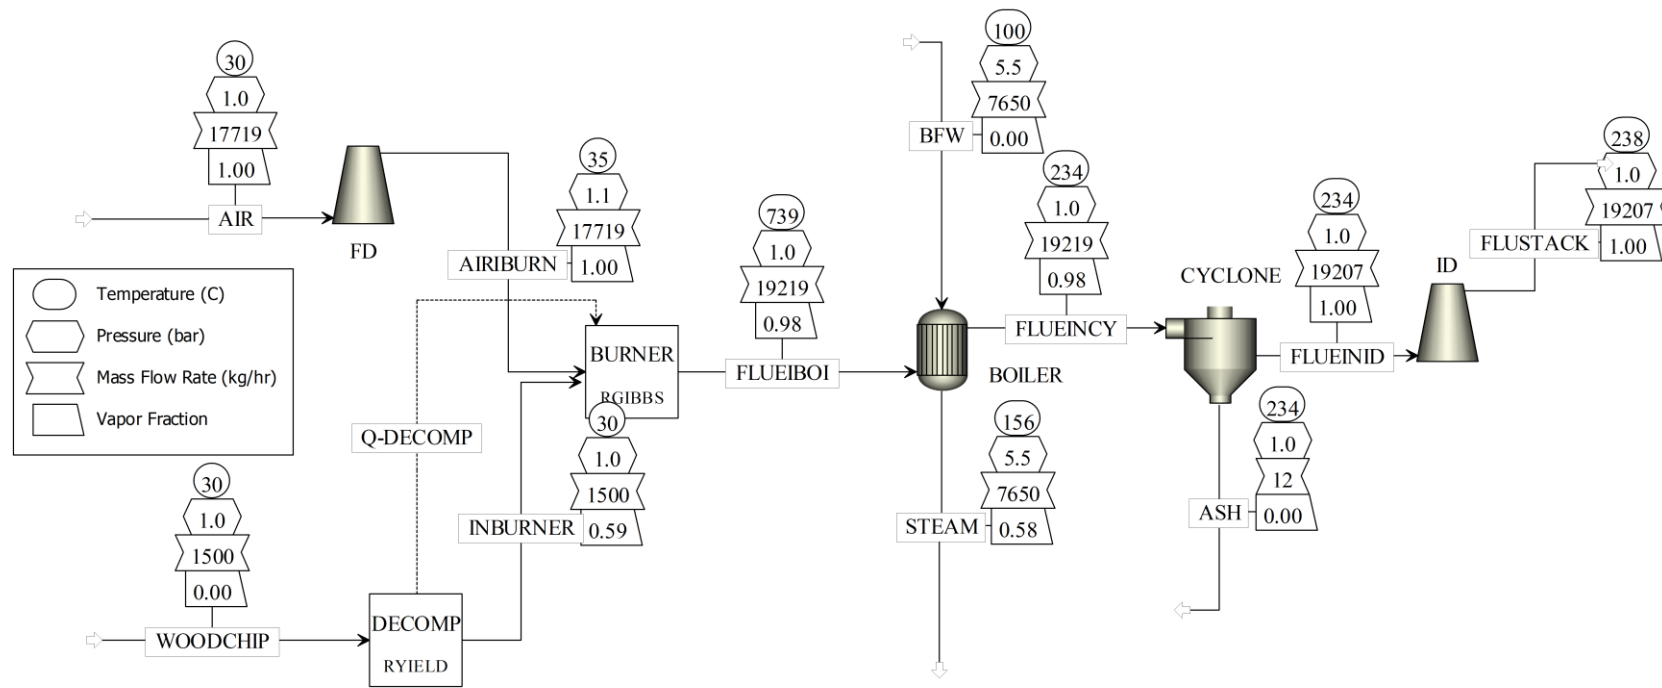 30
1.0
17719
1.00
AIR
FD
35
1.1
17719
1.00
AIRIBURN
Temperature (C)
Pressure (bar)
Mass Flow Rate (kg/hr)
Vapor Fraction
30
1.0
1500
0.00
WOODCHIP
DECOMP
RYIELD
Q-DECOMP
30
1.0
1500
0.59
INBURNER
BURNER
RGIBBS
739
1.0
19219
0.98
FLUEIBOI
100
5.5
7650
0.00
BFW
BOILER
156
5.5
7650
0.58
STEAM
234
1.0
19219
0.98
FLUEINCY
CYCLONE
234
1.0
12
0.00
ASH
234
1.0
19207
1.00
FLUEINID
ID
238
1.0
19207
1.00
FLUSTACK